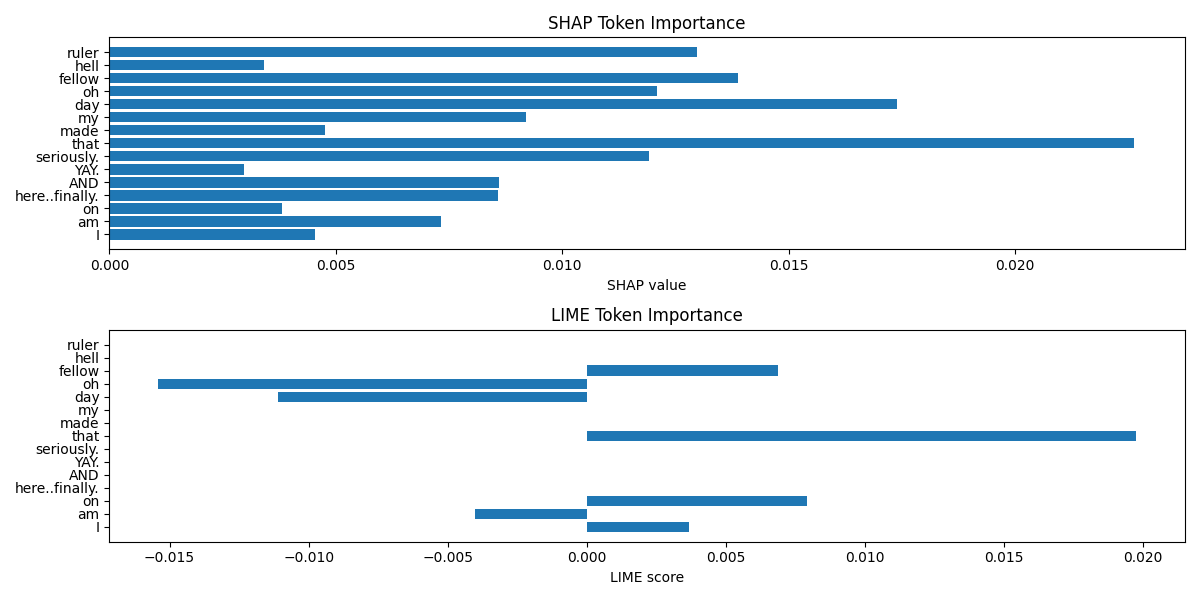 SHAP Token Importance
ruler
hell
fellow
oh
day
my
made
that
seriously.
YAY.
AND
here..finally.
on
am
I
0.000 0.005 0.010 0.015 0.020
SHAP value
LIME Token Importance
ruler
hell
fellow
oh
day
my
made
that
seriously.
YAY.
AND
here..finally.
on
am
I
−0.015 −0.010 −0.005 0.000 0.005 0.010 0.015 0.020
LIME score